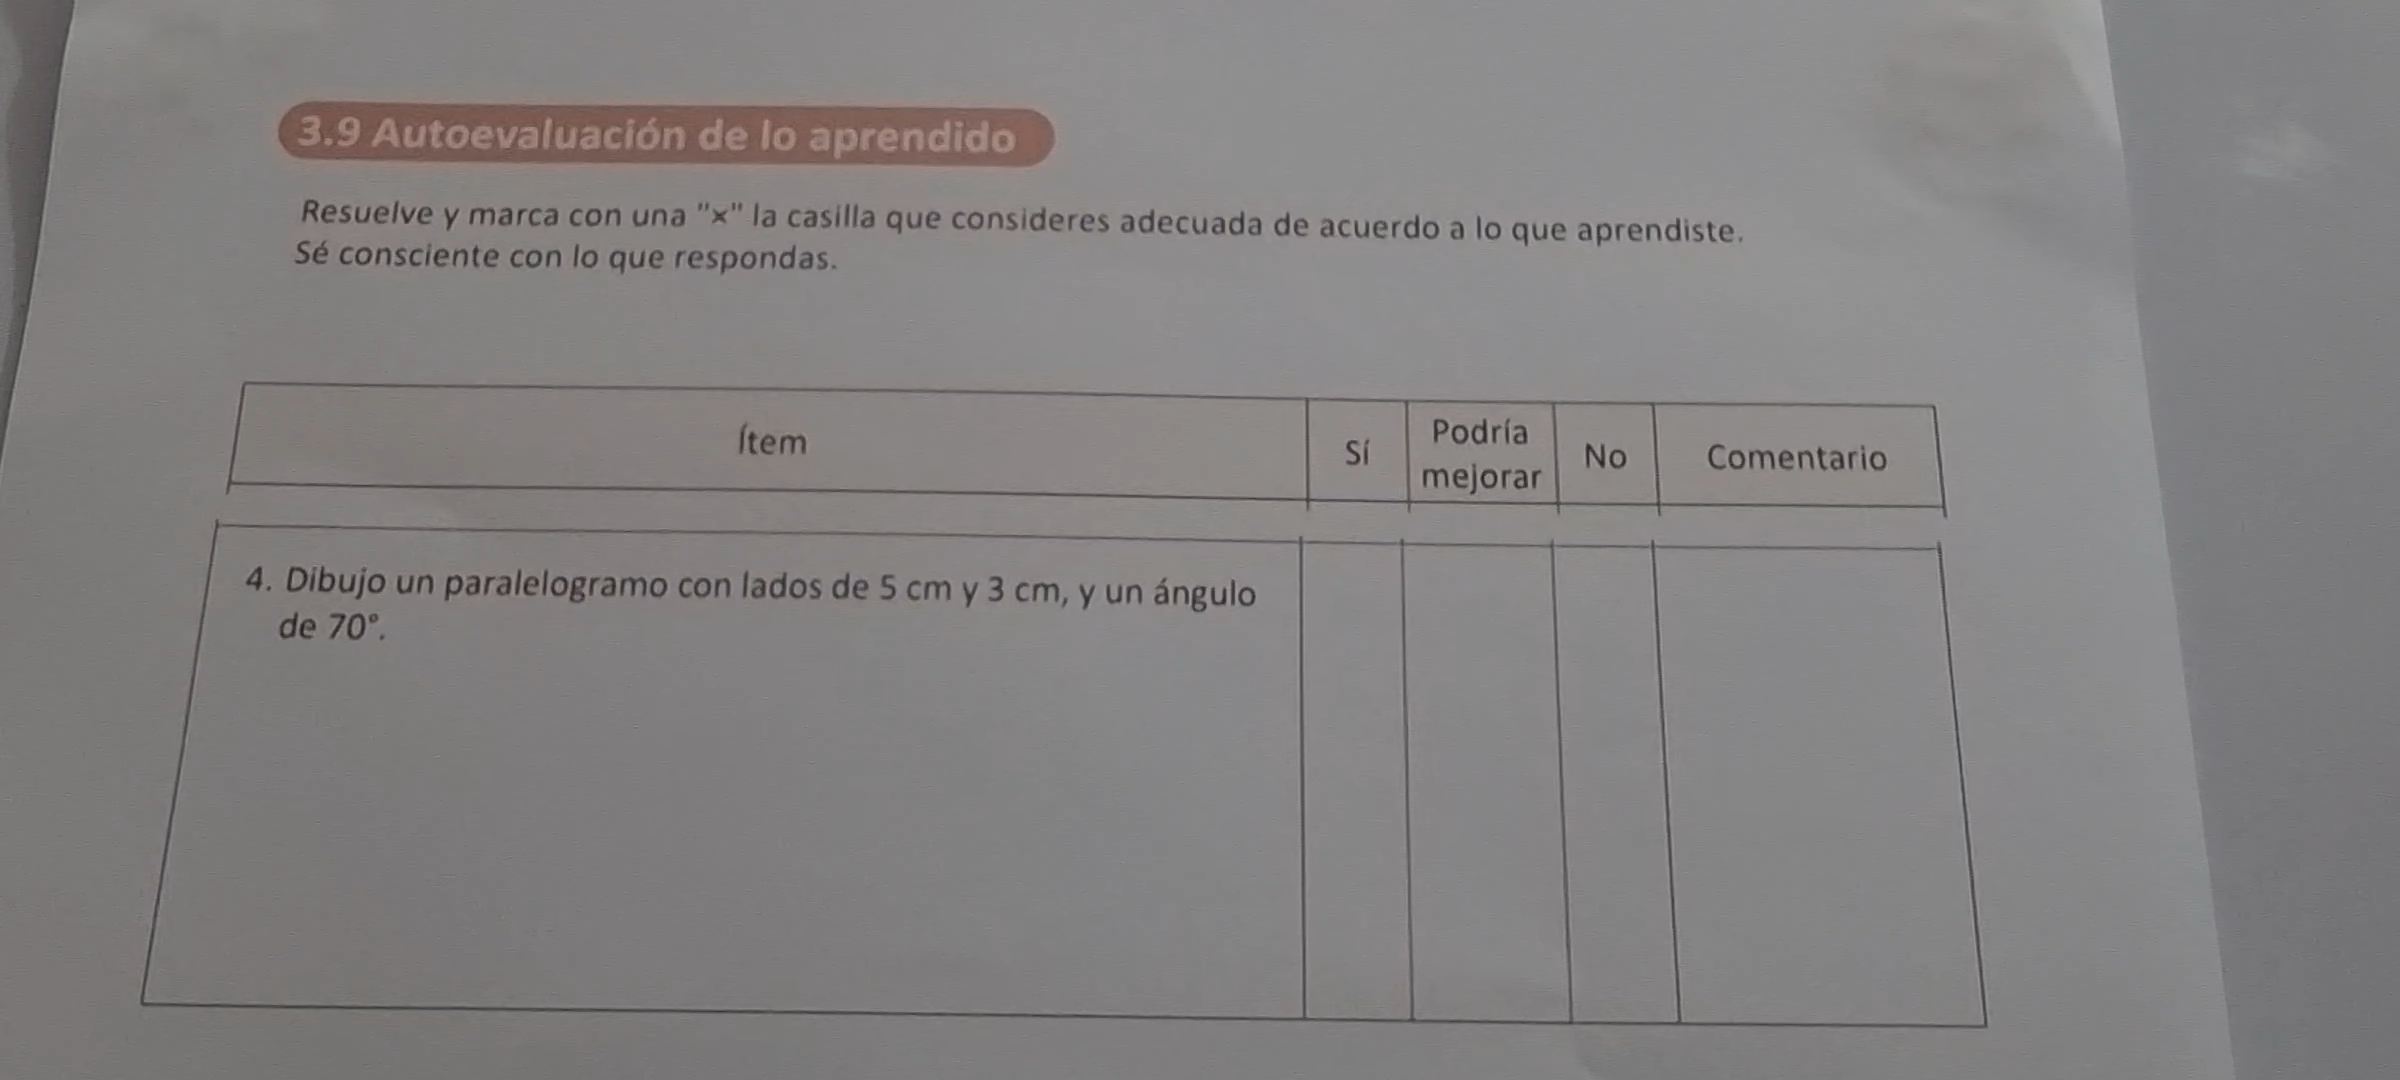 3.9 Autoevaluación de lo aprendido
Resuelve y marca con una "×" la casilla que consideres adecuada de acuerdo a lo que aprendiste.
Sé consciente con lo que respondas.
Ítem
Sí
Podría
mejorar
No
Comentario
4. Dibujo un paralelogramo con lados de 5 cm y 3 cm, y un ángulo
de 70°.